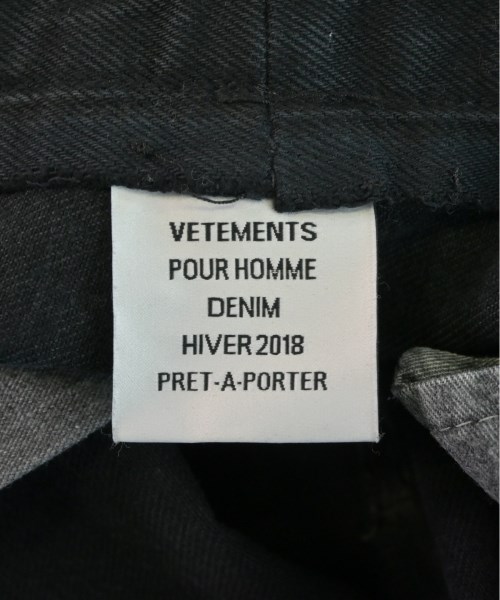 VETEMENTS
POUR HOMME
DENIM
HIVER 2018
PRET-A-PORTER